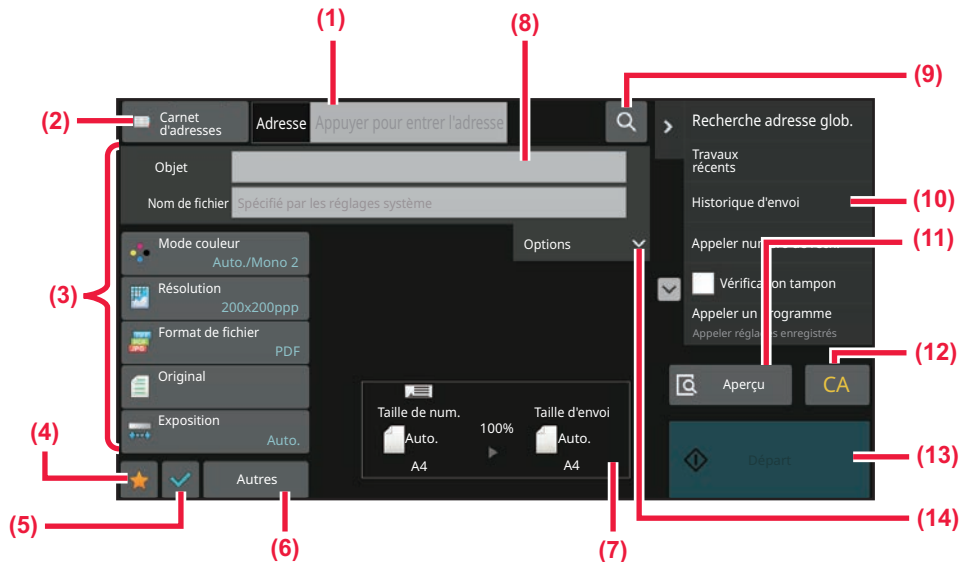 (1)
(8)
(9)
(2)
Carnet
d'adresses
Adresse
Appuyer pour entrer l'adresse
Recherche adresse glob.
Objet
Travaux
récents
Nom de fichier
Spécifié par les réglages système
Historique d'envoi
(10)
(11)
(3)
Mode couleur
Auto./Mono 2
Options
Appeler
Résolution
200x200ppp
Vérification tampon
Format de fichier
PDF
Appeler un programme
Appeler réglages enregistrés
(12)
Original
Aperçu
CA
Exposition
Auto.
Taille de num.
Auto.
A4
100%
Taille d'envoi
Auto.
A4
(4)
Départ
(13)
Autres
(5)
(6)
(7)
(14)